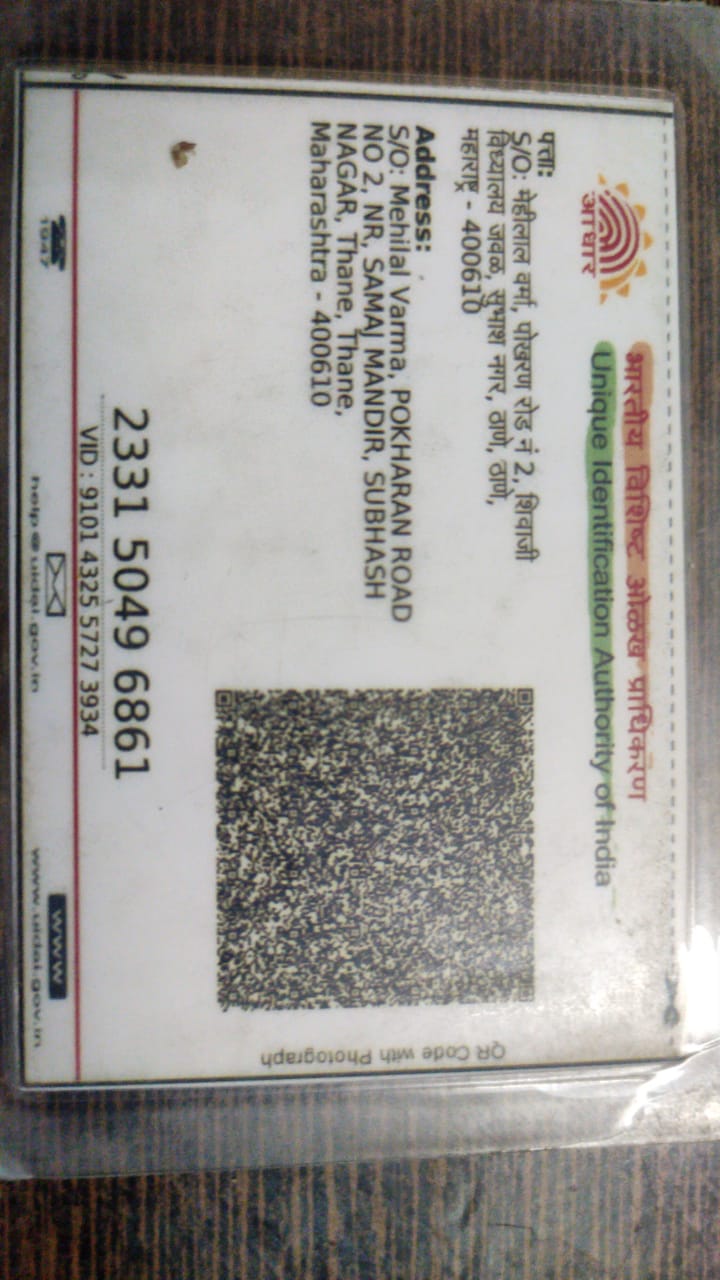 आधार
भारतीय विशिष्ट ओळख प्राधिकरण
Unique Identification Authority of India
पत्ता:
S/O: मेहीलाल वर्मा, पोखरण रोड नं 2, शिवाजी
विध्यालय जवळ, सुभाश नगर, ठाणे, ठाणे,
महाराष्ट्र - 400610
Address:
S/O: Mehilal Varma, POKHARAN ROAD
NO 2, NR, SAMAJ MANDIR, SUBHASH
NAGAR, Thane, Thane,
Maharashtra - 400610
QR Code with Photograph
2331 5049 6861
VID : 9101 4325 5727 3934
1947
help@uidai.gov.in
www
www.uidai.gov.in